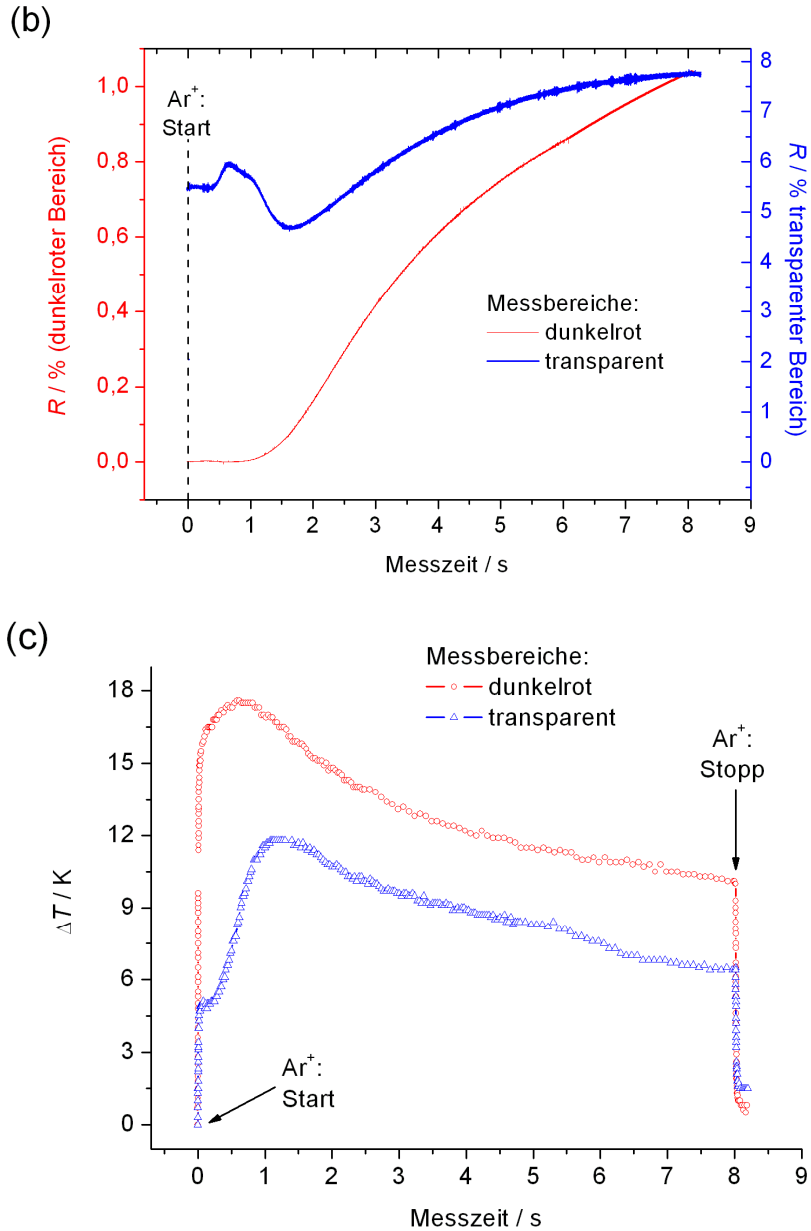 (b)
Ar⁺:
Start
R / % (dunkelroter Bereich)
1,0
0,8
0,6
0,4
0,2
0,0
R / % transparenter Bereich)
8
7
6
5
4
3
2
1
0
Messbereiche:
dunkelrot
transparent
0 1 2 3 4 5 6 7 8 9
Messzeit / s
(c)
Messbereiche:
dunkelrot
transparent
Ar⁺:
Stopp
ΔT / K
18
15
12
9
6
3
0
Ar⁺:
Start
0 1 2 3 4 5 6 7 8 9
Messzeit / s